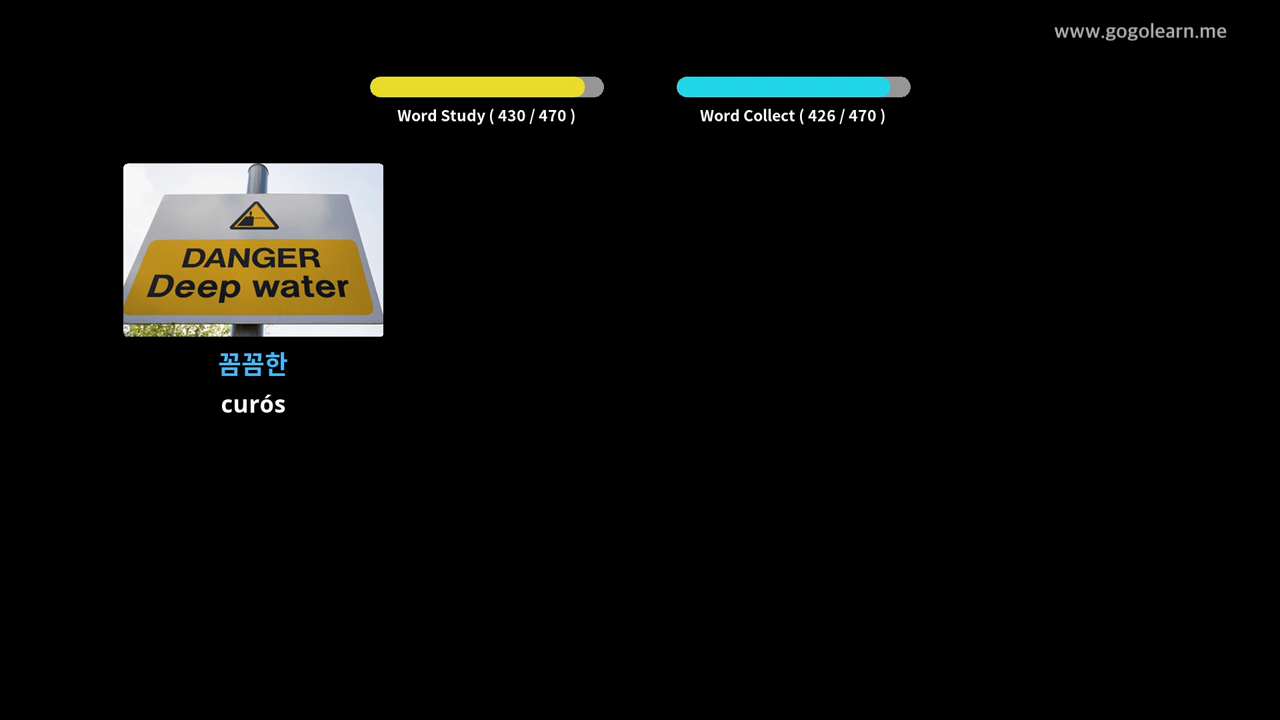 www.gogolearn.me
Word Study ( 430 / 470 )
Word Collect ( 426 / 470 )
DANGER
Deep water
꼼꼼한
curós